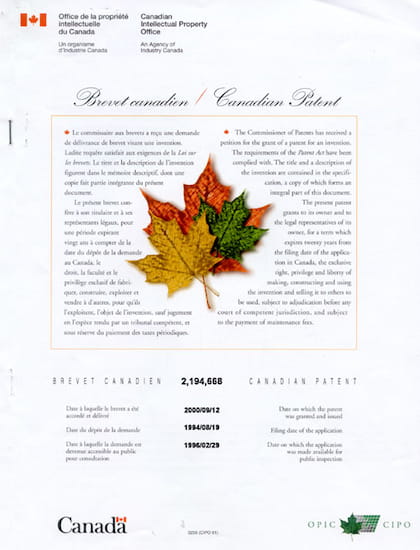 Office de la propriété
intellectuelle
du Canada
Un organisme
d'Industrie Canada
Canadian
Intellectual Property
Office
An Agency of
Industry Canada
Brevet canadien / Canadian Patent
Le commissaire aux brevets a reçu une demande
de délivrance de brevet visant une invention.
Ladite requête satisfait aux exigences de la Loi sur
les brevets. Le titre et la description de l'invention
figurent dans le mémoire descriptif, dont une
copie fait partie intégrante du présent
document.
Le présent brevet con-
fère à son titulaire et à ses
représentants légaux, pour
une période expirant
vingt ans à compter de la
date du dépôt de la demande
au Canada, le
droit, la faculté et le
privilège exclusif de fabri-
quer, construire, exploiter et
vendre à d'autres, pour qu'ils
l'exploitent, l'objet de l'invention, sauf jugement
en l'espèce rendu par un tribunal compétent, et
sous réserve du paiement des taxes périodiques.
The Commissioner of Patents has received a
petition for the grant of a patent for an invention.
The requirements of the Patent Act have been
complied with. The title and a description of
the invention are contained in the specifi-
cation, a copy of which forms an
integral part of this document.
The present patent
grants to its owner and to
the legal representatives of its
owner, for a term which
expires twenty years from
the filing date of the applica-
tion in Canada, the exclusive
right, privilege and liberty of
making, constructing and using
the invention and selling it to others to
be used, subject to adjudication before any
court of competent jurisdiction, and subject
to the payment of maintenance fees.
BREVET CANADIEN 2,194,668 CANADIAN PATENT
Date à laquelle le brevet a été
accordé et délivré
2000/09/12
Date on which the patent
was granted and issued
Date du dépôt de la demande
1994/08/19
Filing date of the application
Date à laquelle la demande est
devenue accessible au public
pour consultation
1996/02/29
Date on which the application
was made available for
public inspection
Canada
OPIC CIPO